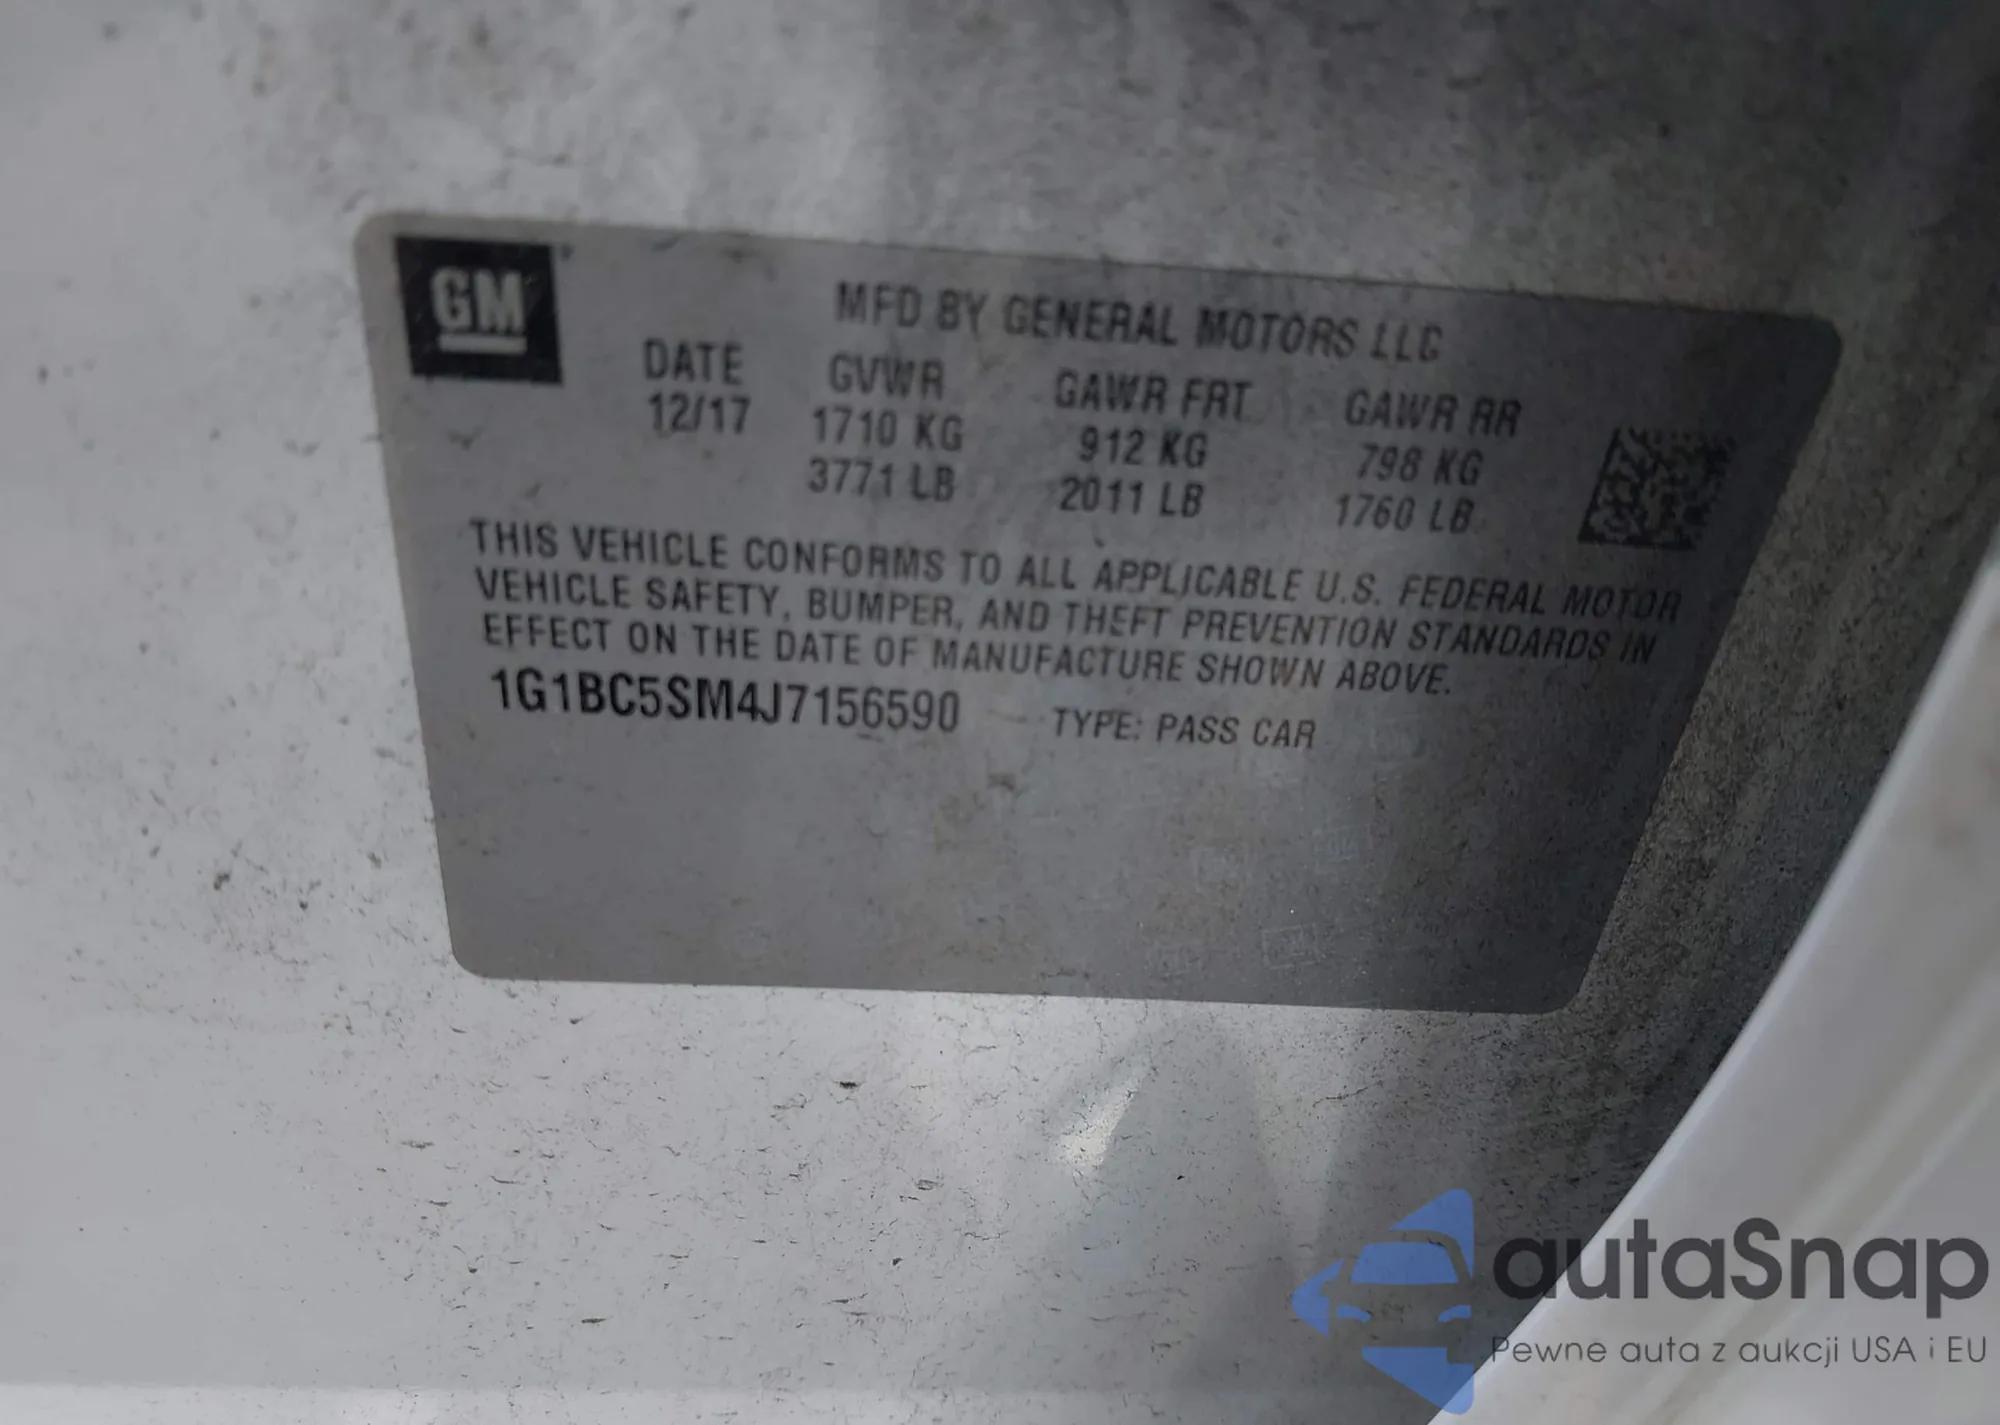 GM
MFD BY GENERAL MOTORS LLC
DATE GVWR GAWR FRT GAWR RR
12/17 1710 KG 912 KG 798 KG
3771 LB 2011 LB 1760 LB
THIS VEHICLE CONFORMS TO ALL APPLICABLE U.S. FEDERAL MOTOR
VEHICLE SAFETY, BUMPER, AND THEFT PREVENTION STANDARDS IN
EFFECT ON THE DATE OF MANUFACTURE SHOWN ABOVE.
1G1BC5SM4J7156590 TYPE: PASS CAR
autaSnap
Pewne auta z aukcji USA i EU